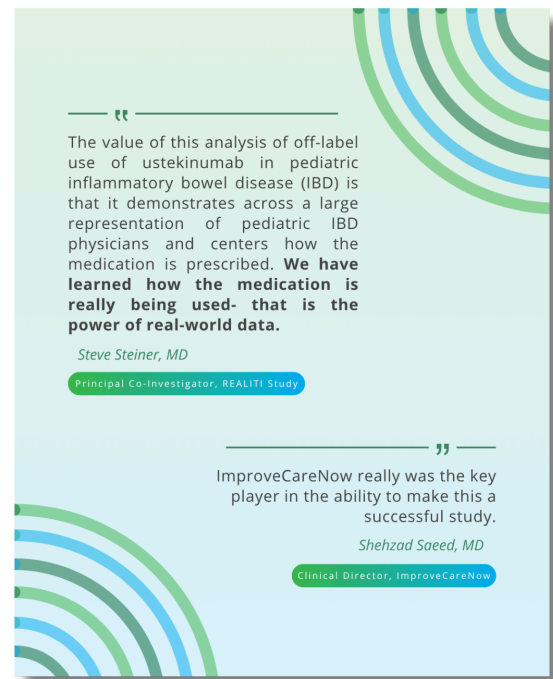 "
The value of this analysis of off-label
use of ustekinumab in pediatric
inflammatory bowel disease (IBD) is
that it demonstrates across a large
representation of pediatric IBD
physicians and centers how the
medication is prescribed. We have
learned how the medication is
really being used- that is the
power of real-world data.
Steve Steiner, MD
Principal Co-Investigator, REALITI Study
"
ImproveCareNow really was the key
player in the ability to make this a
successful study.
Shehzad Saeed, MD
Clinical Director, ImproveCareNow